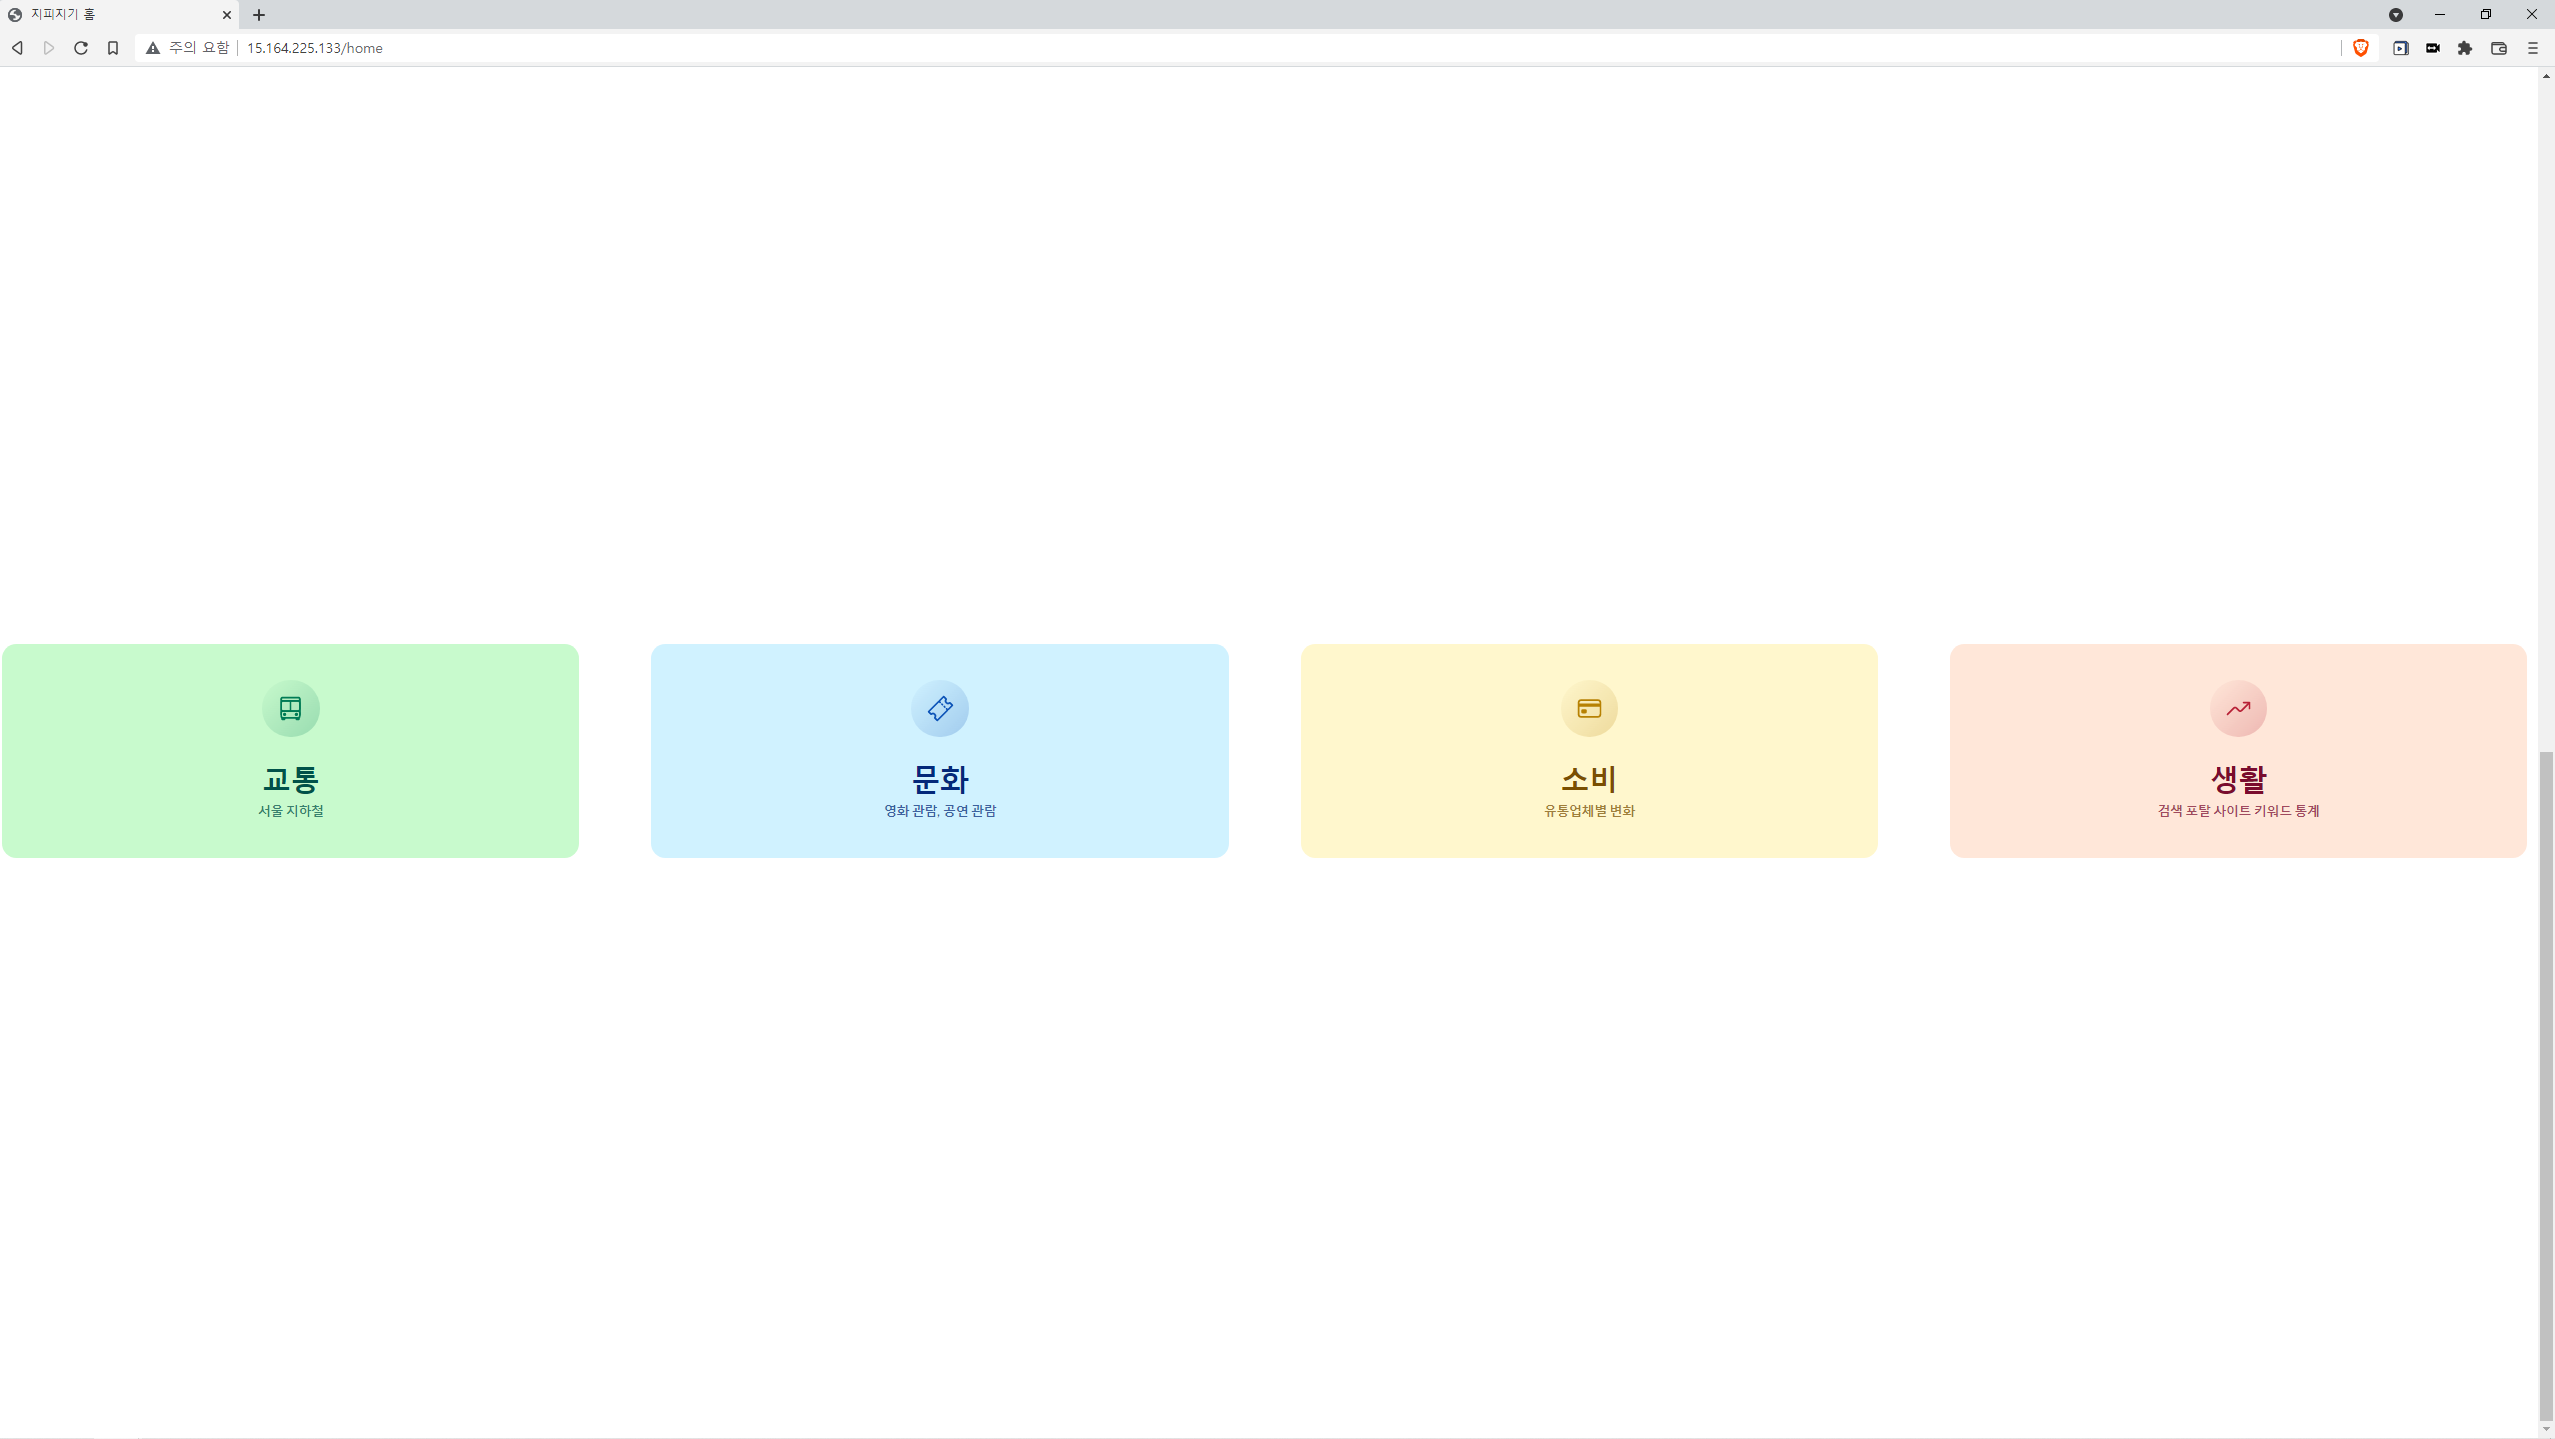 지피지기 홈
주의 요함 15.164.225.133/home
교통
서울 지하철
문화
영화 관람, 공연 관람
소비
유통업체별 변화
생활
검색 포탈 사이트 키워드 통계